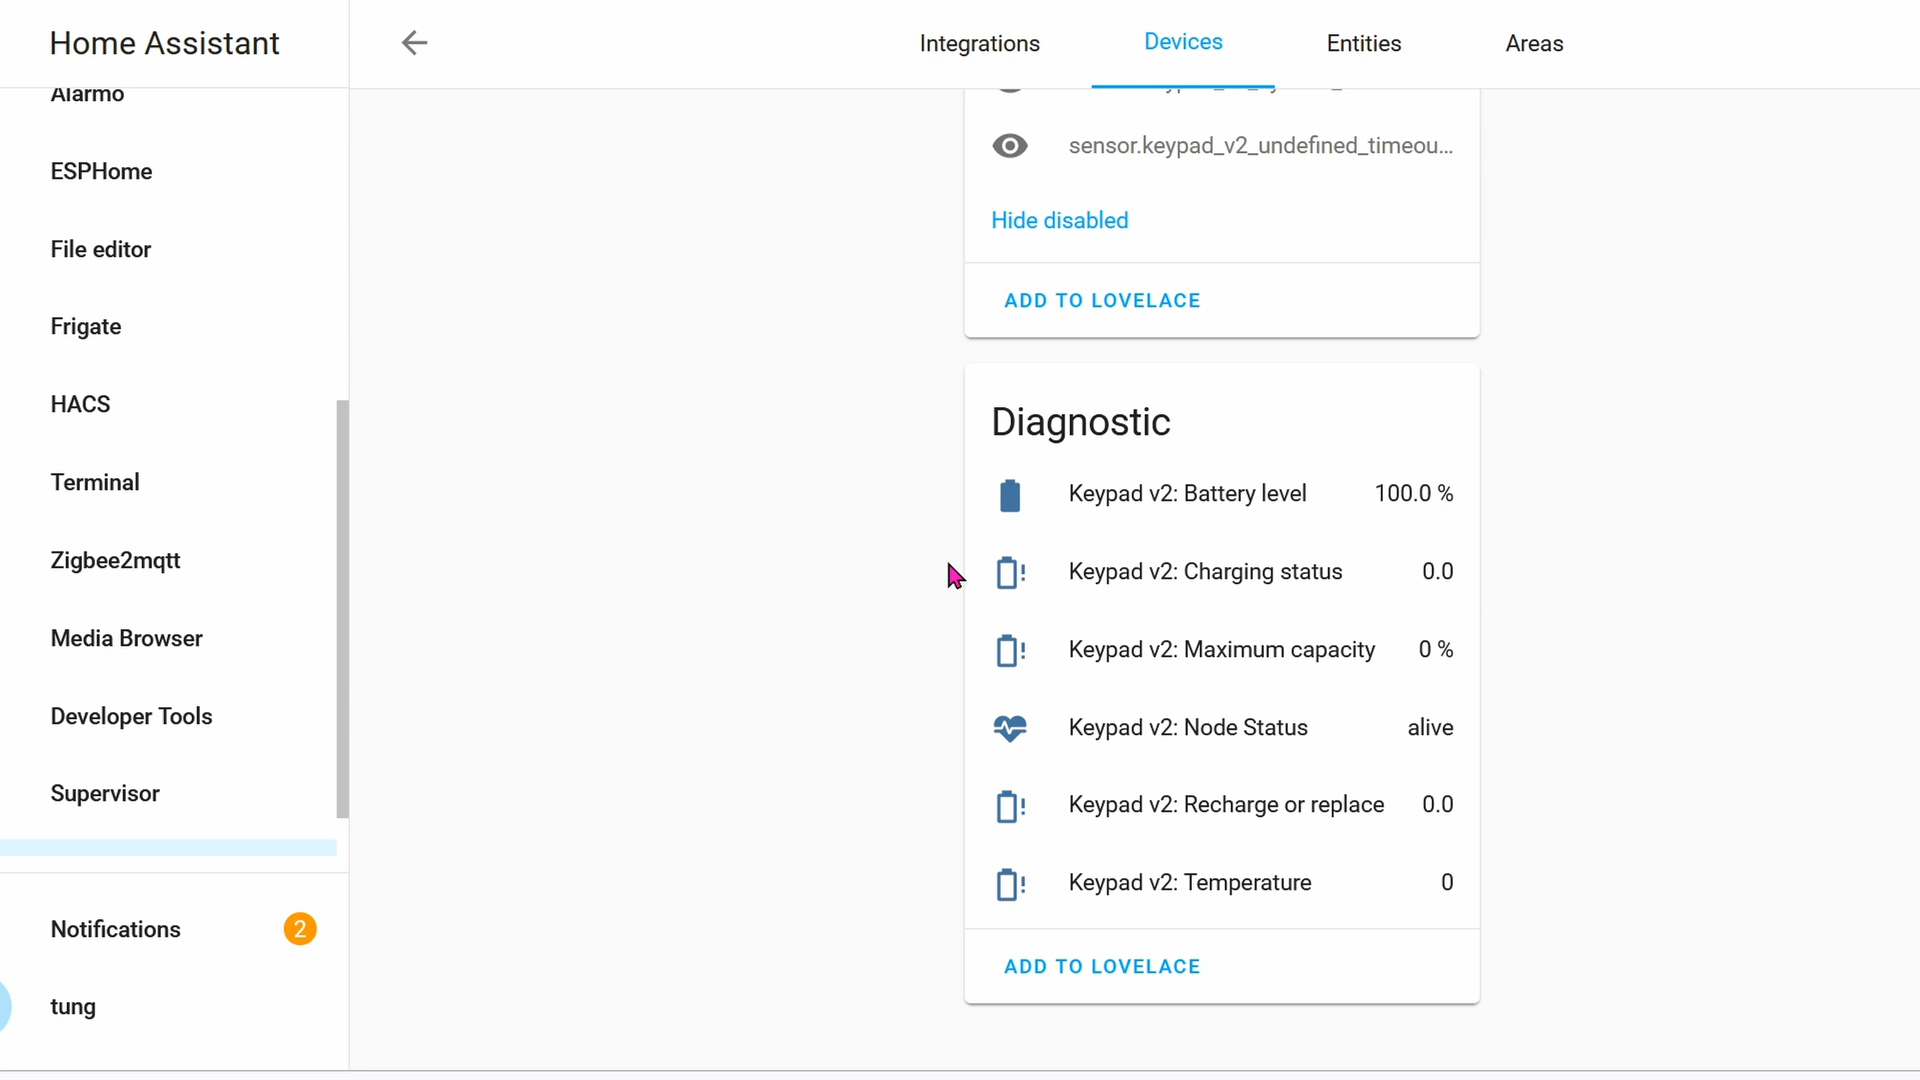 Home Assistant
Integrations
Devices
Entities
Areas
Alarmo
ESPHome
File editor
Frigate
HACS
Terminal
Zigbee2mqtt
Media Browser
Developer Tools
Supervisor
Notifications 2
tung
sensor.keypad_v2_undefined_timeou...
Hide disabled
ADD TO LOVELACE
Diagnostic
Keypad v2: Battery level 100.0 %
Keypad v2: Charging status 0.0
Keypad v2: Maximum capacity 0 %
Keypad v2: Node Status alive
Keypad v2: Recharge or replace 0.0
Keypad v2: Temperature 0
ADD TO LOVELACE